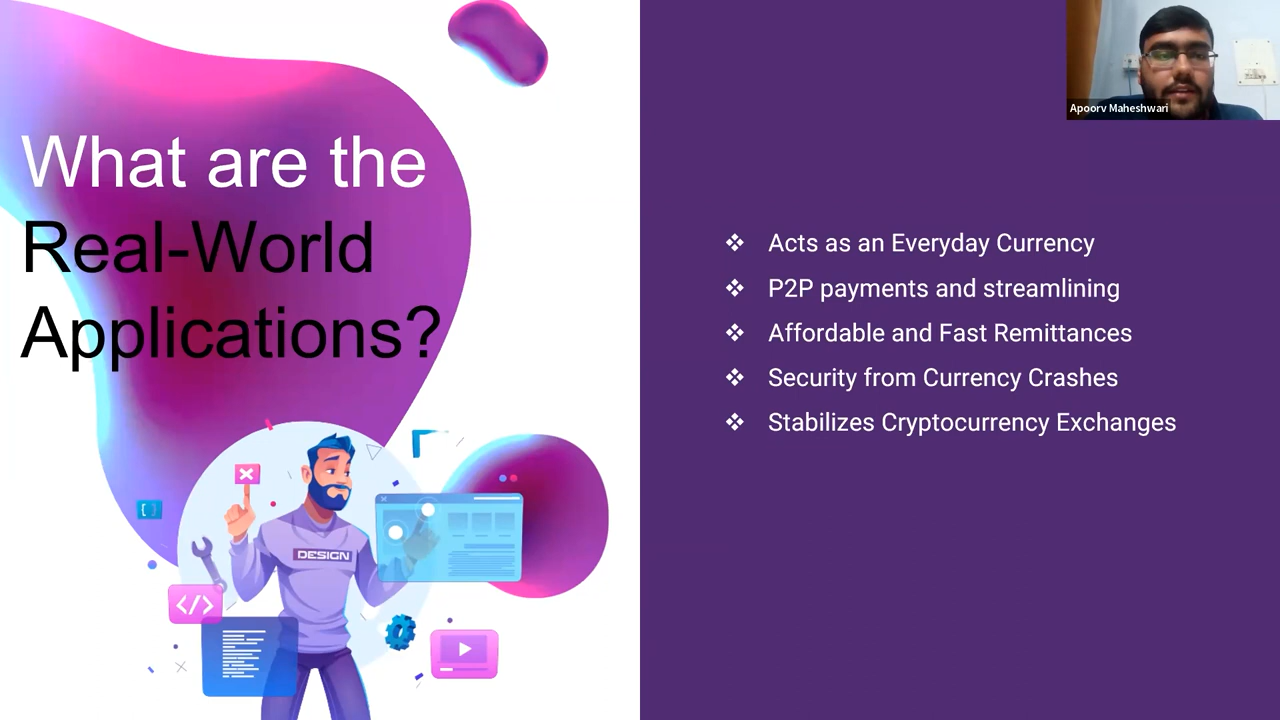 What are the
Real-World
Applications?
Acts as an Everyday Currency
P2P payments and streamlining
Affordable and Fast Remittances
Security from Currency Crashes
Stabilizes Cryptocurrency Exchanges
Apoorv Maheshwari
DESIGN